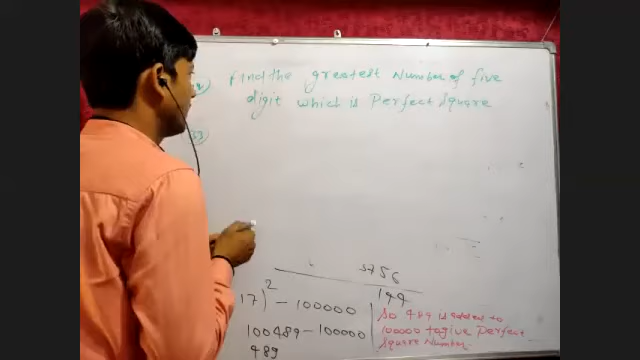 Find the greatest Number of five
digit which is Perfect Square
5756
199
17)² - 100000
100489-100000
489
So 489 is added to
100000 to give Perfect
Square Number